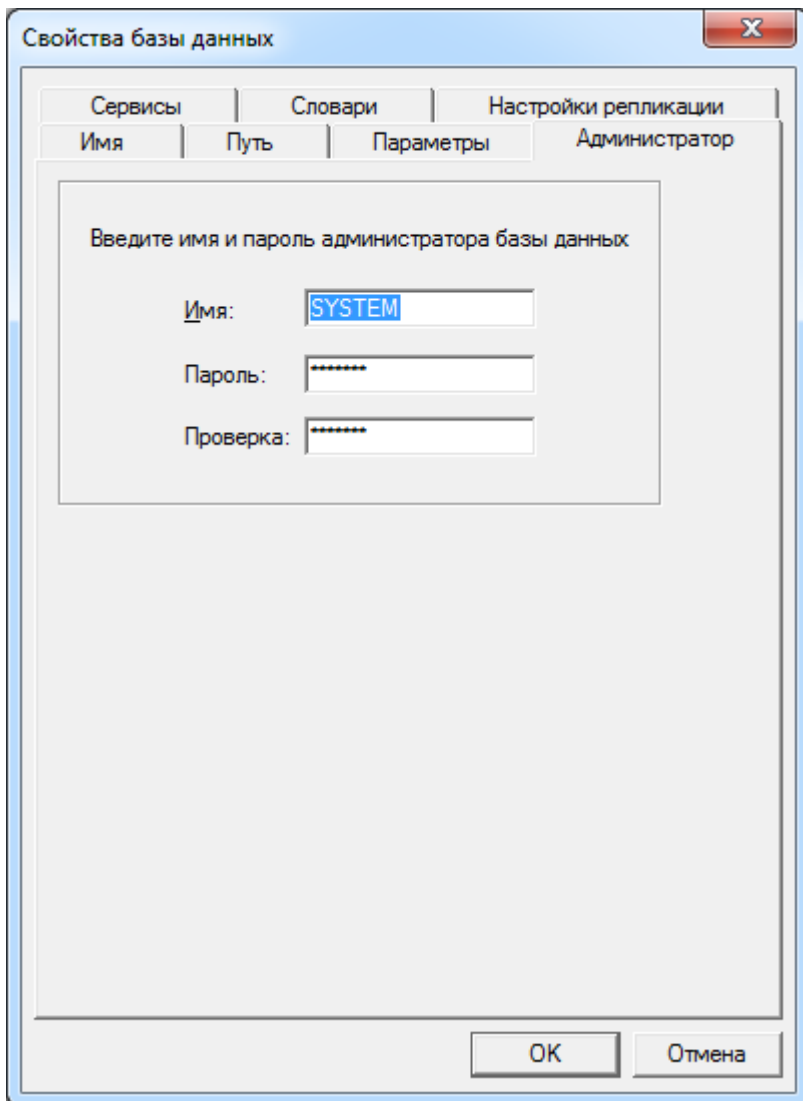 Свойства базы данных
Сервисы Словари Настройки репликации
Имя Путь Параметры Администратор
Введите имя и пароль администратора базы данных
Имя: SYSTEM
Пароль: *******
Проверка: *******
OK Отмена